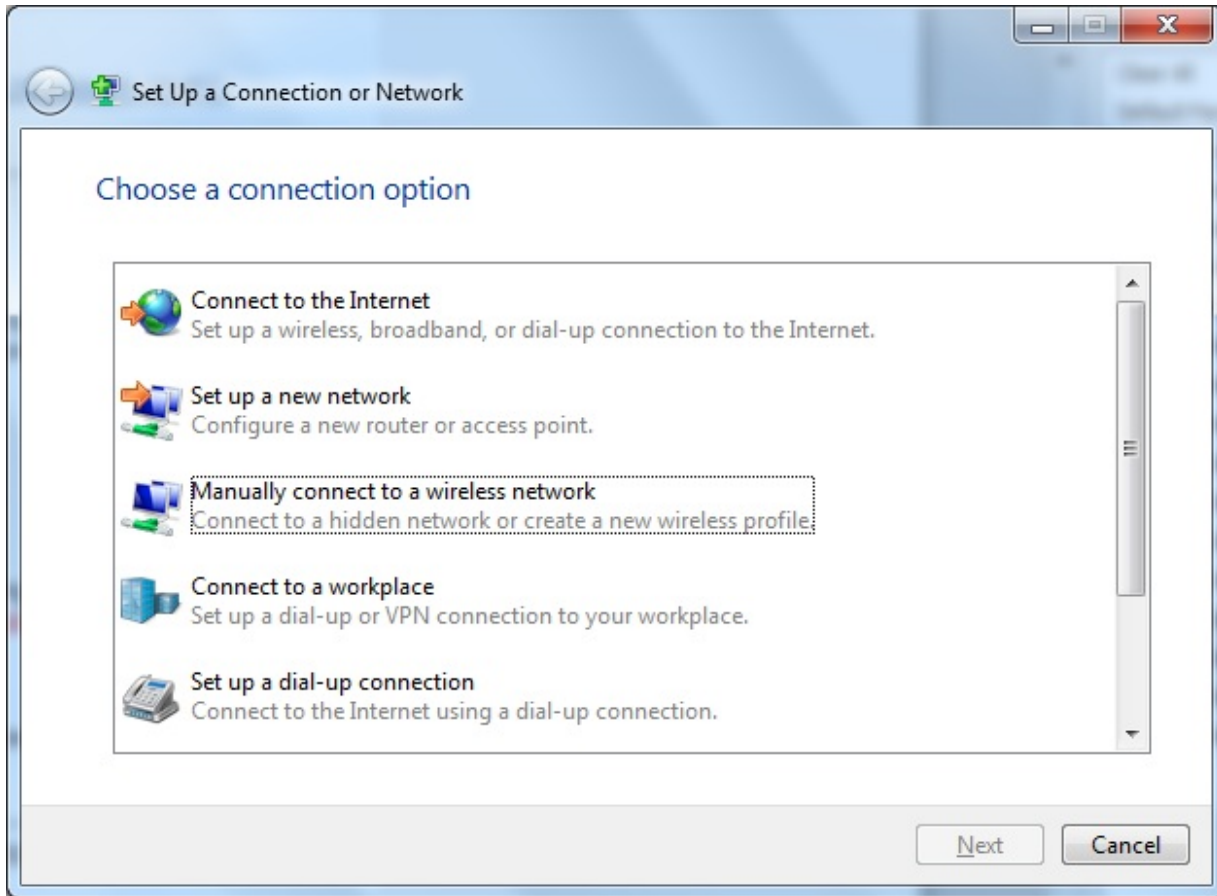 Set Up a Connection or Network
Choose a connection option
Connect to the Internet
Set up a wireless, broadband, or dial-up connection to the Internet.
Set up a new network
Configure a new router or access point.
Manually connect to a wireless network
Connect to a hidden network or create a new wireless profile.
Connect to a workplace
Set up a dial-up or VPN connection to your workplace.
Set up a dial-up connection
Connect to the Internet using a dial-up connection.
Next
Cancel